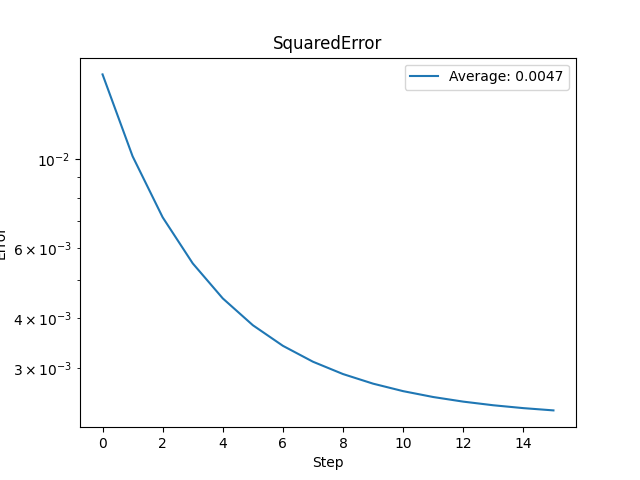 SquaredError
Average: 0.0047
Error
10⁻²
6 × 10⁻³
4 × 10⁻³
3 × 10⁻³
0 2 4 6 8 10 12 14
Step